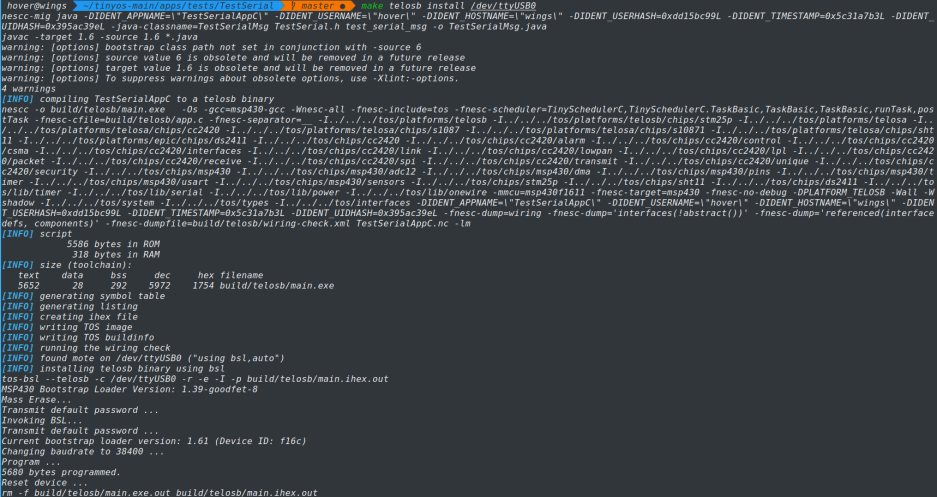 hover@wings ~/tinyos-main/apps/tests/TestSerial master ● make telosb install /dev/ttyUSB0
nescc-mig java -DIDENT_APPNAME=\"TestSerialAppC\" -DIDENT_USERNAME=\"hover\" -DIDENT_HOSTNAME=\"wings\" -DIDENT_USERHASH=0xdd15bc99L -DIDENT_TIMESTAMP=0x5c31a7b3L -DIDENT_
UIDHASH=0x395ac39eL -java-classname=TestSerialMsg TestSerial.h test_serial_msg -o TestSerialMsg.java
javac -target 1.6 -source 1.6 *.java
warning: [options] bootstrap class path not set in conjunction with -source 6
warning: [options] source value 6 is obsolete and will be removed in a future release
warning: [options] target value 1.6 is obsolete and will be removed in a future release
warning: [options] To suppress warnings about obsolete options, use -Xlint:-options.
4 warnings
[INFO] compiling TestSerialAppC to a telosb binary
nescc -o build/telosb/main.exe   -Os -gcc=msp430-gcc -Wnesc-all -fnesc-include=tos -fnesc-scheduler=TinySchedulerC,TinySchedulerC.TaskBasic,TaskBasic,TaskBasic,runTask,pos
tTask -fnesc-cfile=build/telosb/app.c -fnesc-separator=__ -I../../../tos/platforms/telosb -I../../../tos/platforms/telosb/chips/stm25p -I../../../tos/platforms/telosa -I..
/../../tos/platforms/telosa/chips/cc2420 -I../../../tos/platforms/telosa/chips/s1087 -I../../../tos/platforms/telosa/chips/s10871 -I../../../tos/platforms/telosa/chips/sht
11 -I../../../tos/platforms/epic/chips/ds2411 -I../../../tos/chips/cc2420 -I../../../tos/chips/cc2420/alarm -I../../../tos/chips/cc2420/control -I../../../tos/chips/cc2420
/csma -I../../../tos/chips/cc2420/interfaces -I../../../tos/chips/cc2420/link -I../../../tos/chips/cc2420/lowpan -I../../../tos/chips/cc2420/lpl -I../../../tos/chips/cc242
0/packet -I../../../tos/chips/cc2420/receive -I../../../tos/chips/cc2420/spi -I../../../tos/chips/cc2420/transmit -I../../../tos/chips/cc2420/unique -I../../../tos/chips/c
c2420/security -I../../../tos/chips/msp430 -I../../../tos/chips/msp430/adc12 -I../../../tos/chips/msp430/dma -I../../../tos/chips/msp430/pins -I../../../tos/chips/msp430/t
imer -I../../../tos/chips/msp430/usart -I../../../tos/chips/msp430/sensors -I../../../tos/chips/stm25p -I../../../tos/chips/sht11 -I../../../tos/chips/ds2411 -I../../../to
s/lib/timer -I../../../tos/lib/serial -I../../../tos/lib/power -I../../../tos/lib/onewire -mmcu=msp430f1611 -fnesc-target=msp430 -fnesc-no-debug -DPLATFORM_TELOSB -Wall -W
shadow -I../../../tos/system -I../../../tos/types -I../../../tos/interfaces -DIDENT_APPNAME=\"TestSerialAppC\" -DIDENT_USERNAME=\"hover\" -DIDENT_HOSTNAME=\"wings\" -DIDEN
T_USERHASH=0xdd15bc99L -DIDENT_TIMESTAMP=0x5c31a7b3L -DIDENT_UIDHASH=0x395ac39eL -fnesc-dump=wiring -fnesc-dump='interfaces(!abstract())' -fnesc-dump='referenced(interface
defs, components)' -fnesc-dumpfile=build/telosb/wiring-check.xml TestSerialAppC.nc -lm
[INFO] script
5586 bytes in ROM
318 bytes in RAM
[INFO] size (toolchain):
text    data     bss     dec     hex filename
5652      28     292    5972    1754 build/telosb/main.exe
[INFO] generating symbol table
[INFO] generating listing
[INFO] creating ihex file
[INFO] writing TOS image
[INFO] writing TOS buildinfo
[INFO] running the wiring check
[INFO] found mote on /dev/ttyUSB0 ("using bsl,auto")
[INFO] installing telosb binary using bsl
tos-bsl --telosb -c /dev/ttyUSB0 -r -e -I -p build/telosb/main.ihex.out
MSP430 Bootstrap Loader Version: 1.39-goodfet-8
Mass Erase...
Transmit default password ...
Invoking BSL...
Transmit default password ...
Current bootstrap loader version: 1.61 (Device ID: f16c)
Changing baudrate to 38400 ...
Program ...
5680 bytes programmed.
Reset device ...
rm -f build/telosb/main.exe.out build/telosb/main.ihex.out